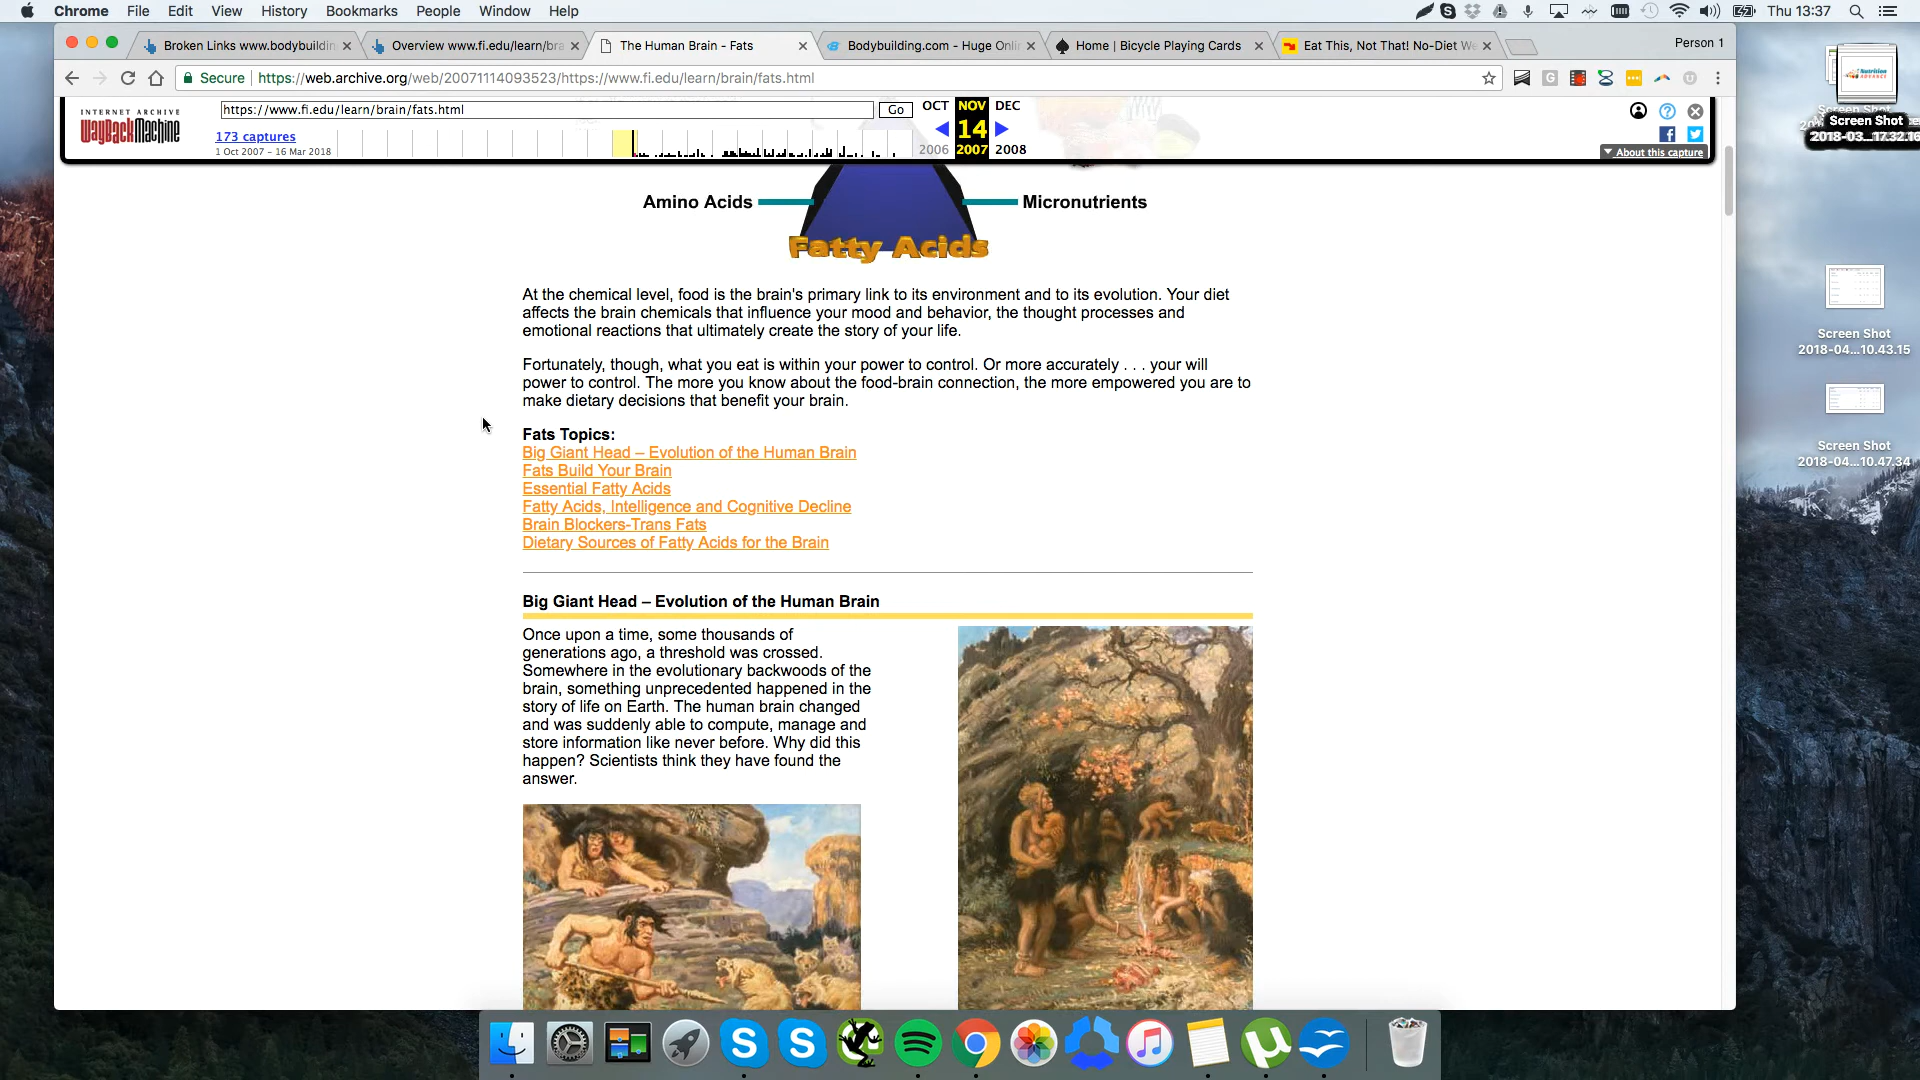 Chrome File Edit View History Bookmarks People Window Help
Thu 13:37
Broken Links www.bodybuildin
Overview www.fi.edu/learn/bra
The Human Brain - Fats
Bodybuilding.com - Huge Onli
Home | Bicycle Playing Cards
Eat This, Not That! No-Diet We
Person 1
Secure
https://web.archive.org/web/20071114093523/https://www.fi.edu/learn/brain/fats.html
INTERNET ARCHIVE
WayBackMachine
https://www.fi.edu/learn/brain/fats.html
Go
OCT NOV DEC
14
2006 2007 2008
173 captures
1 Oct 2007 – 16 Mar 2018
About this capture
Amino Acids
Micronutrients
Fatty Acids
At the chemical level, food is the brain's primary link to its environment and to its evolution. Your diet
affects the brain chemicals that influence your mood and behavior, the thought processes and
emotional reactions that ultimately create the story of your life.
Fortunately, though, what you eat is within your power to control. Or more accurately . . . your will
power to control. The more you know about the food-brain connection, the more empowered you are to
make dietary decisions that benefit your brain.
Fats Topics:
Big Giant Head – Evolution of the Human Brain
Fats Build Your Brain
Essential Fatty Acids
Fatty Acids, Intelligence and Cognitive Decline
Brain Blockers-Trans Fats
Dietary Sources of Fatty Acids for the Brain
Big Giant Head – Evolution of the Human Brain
Once upon a time, some thousands of
generations ago, a threshold was crossed.
Somewhere in the evolutionary backwoods of the
brain, something unprecedented happened in the
story of life on Earth. The human brain changed
and was suddenly able to compute, manage and
store information like never before. Why did this
happen? Scientists think they have found the
answer.
Screen Shot
2018-03...17.32.16
Screen Shot
2018-04...10.43.15
Screen Shot
2018-04...10.47.34